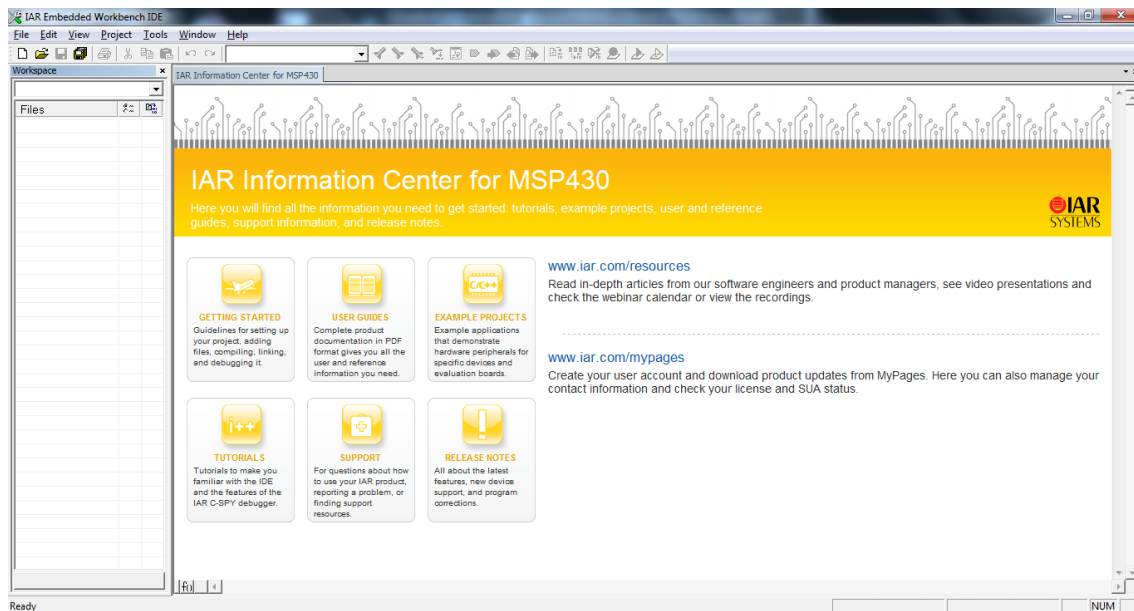 IAR Embedded Workbench IDE
File Edit View Project Tools Window Help
Workspace
IAR Information Center for MSP430
Files
IAR Information Center for MSP430
Here you will find all the information you need to get started: tutorials, example projects, user and reference
guides, support information, and release notes.
IAR
SYSTEMS
GETTING STARTED
Guidelines for setting up
your project, adding
files, compiling, linking,
and debugging it.
USER GUIDES
Complete product
documentation in PDF
format gives you all the
user and reference
information you need.
C/C++
EXAMPLE PROJECTS
Example applications
that demonstrate
hardware peripherals for
specific devices and
evaluation boards.
www.iar.com/resources
Read in-depth articles from our software engineers and product managers, see video presentations and
check the webinar calendar or view the recordings.
www.iar.com/mypages
Create your user account and download product updates from MyPages. Here you can also manage your
contact information and check your license and SUA status.
i++
TUTORIALS
Tutorials to make you
familiar with the IDE
and the features of the
IAR C-SPY debugger.
SUPPORT
For questions about how
to use your IAR product,
reporting a problem, or
finding support
resources.
RELEASE NOTES
All about the latest
features, new device
support, and program
corrections.
Ready
NUM